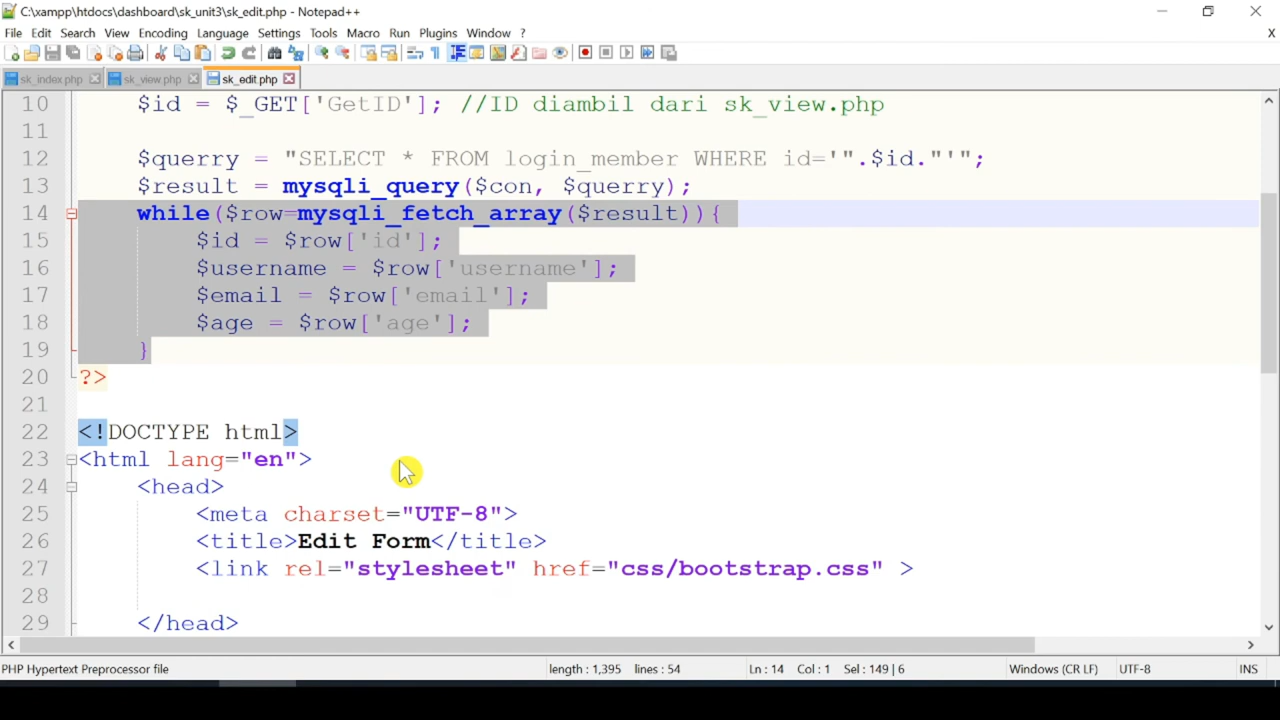 C:\xampp\htdocs\dashboard\sk_unit3\sk_edit.php - Notepad++
File Edit Search View Encoding Language Settings Tools Macro Run Plugins Window ? X
sk_index.php sk_view.php sk_edit.php
10 $id = $_GET['GetID']; //ID diambil dari sk_view.php
11
12 $querry = "SELECT * FROM login_member WHERE id='".$id."'";
13 $result = mysqli_query($con, $querry);
14 while($row=mysqli_fetch_array($result)){
15 $id = $row['id'];
16 $username = $row['username'];
17 $email = $row['email'];
18 $age = $row['age'];
19 }
20 ?>
21
22 <!DOCTYPE html>
23 <html lang="en">
24 <head>
25 <meta charset="UTF-8">
26 <title>Edit Form</title>
27 <link rel="stylesheet" href="css/bootstrap.css" >
28
29 </head>
PHP Hypertext Preprocessor file length : 1,395 lines : 54 Ln : 14 Col : 1 Sel : 149 | 6 Windows (CR LF) UTF-8 INS